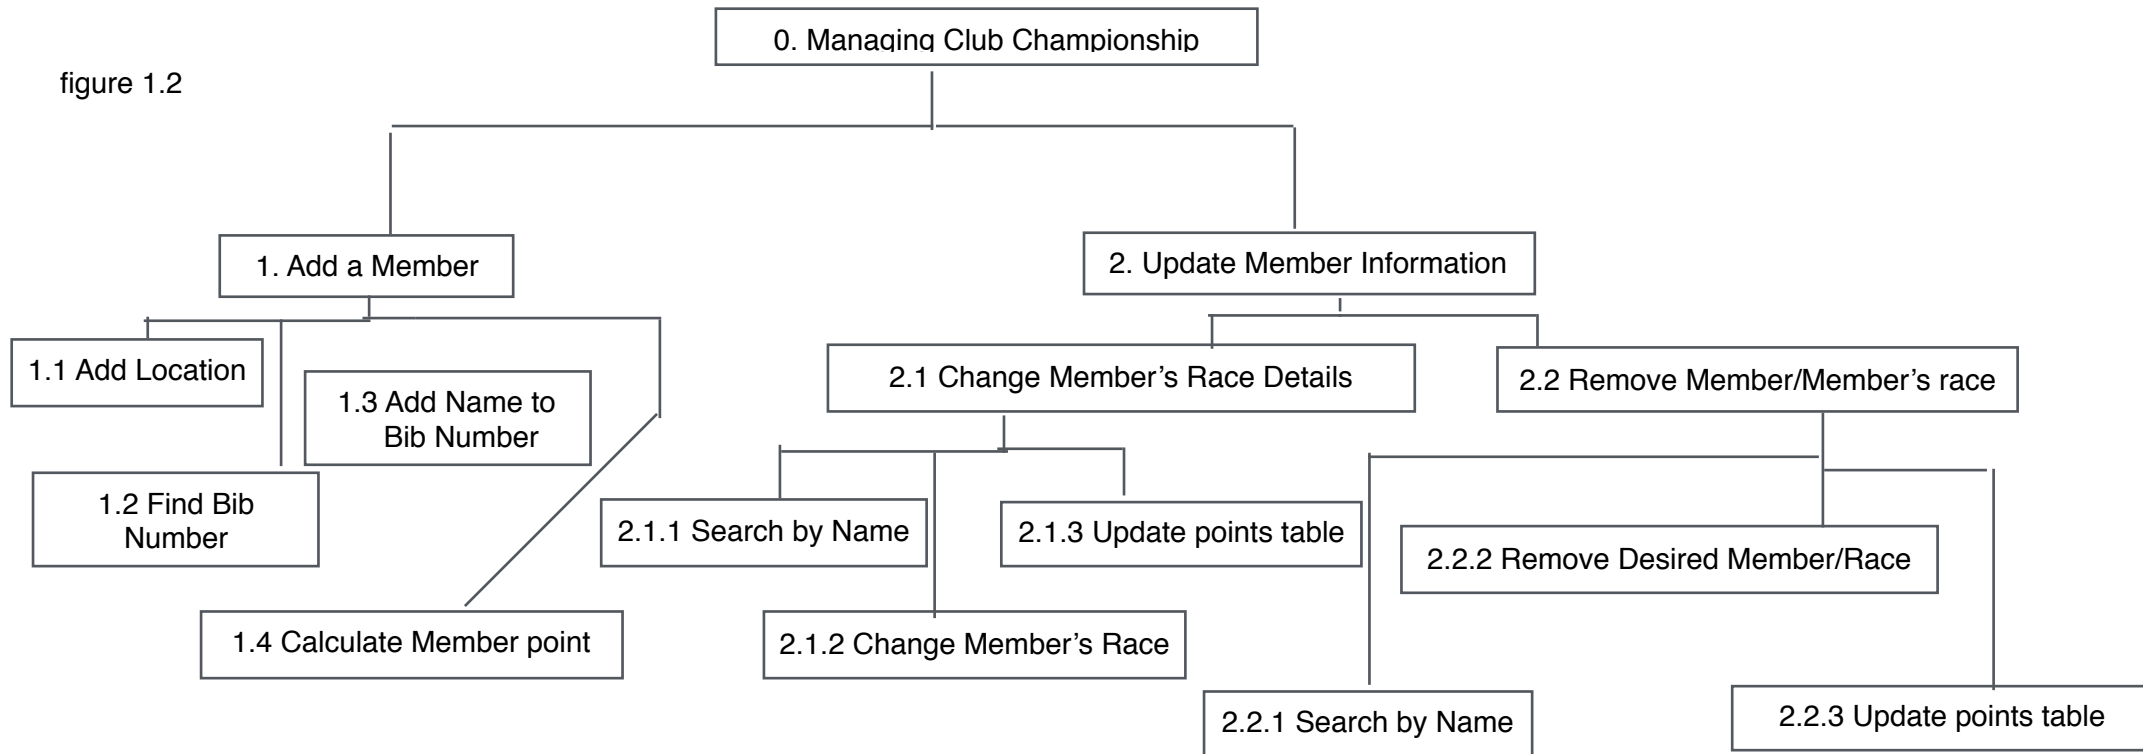 0. Managing Club Championship
figure 1.2
1. Add a Member
2. Update Member Information
1.1 Add Location
1.3 Add Name to
Bib Number
2.1 Change Member’s Race Details
2.2 Remove Member/Member’s race
1.2 Find Bib
Number
2.1.1 Search by Name
2.1.3 Update points table
2.2.2 Remove Desired Member/Race
1.4 Calculate Member point
2.1.2 Change Member’s Race
2.2.1 Search by Name
2.2.3 Update points table